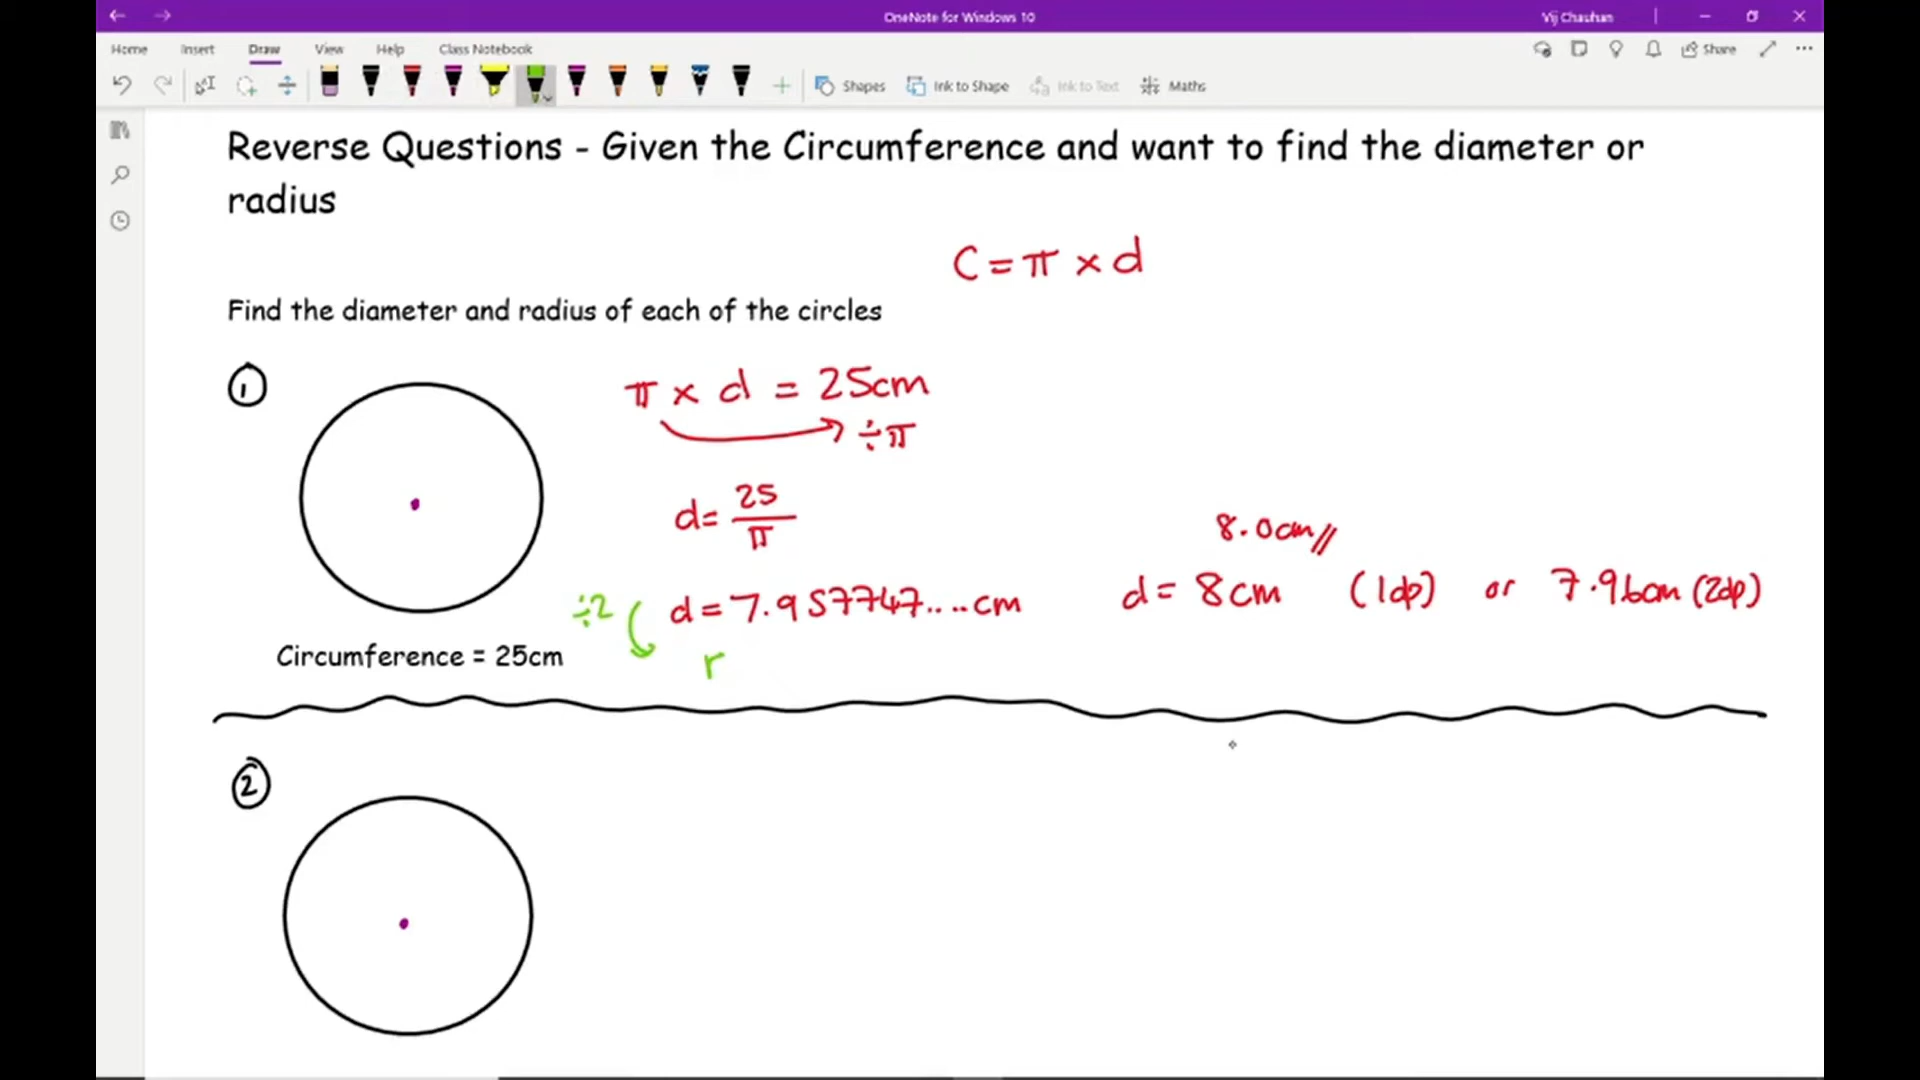 OneNote for Windows 10
Vij Chauhan
Home Insert Draw View Help Class Notebook
Share
Shapes Ink to Shape Ink to Text Maths
Reverse Questions - Given the Circumference and want to find the diameter or
radius
C = π × d
Find the diameter and radius of each of the circles
①
π × d = 25cm
÷π
d = 25/π
8.0cm
÷2
d = 7.957747....cm
d = 8cm (1dp) or 7.96cm (2dp)
r
Circumference = 25cm
②